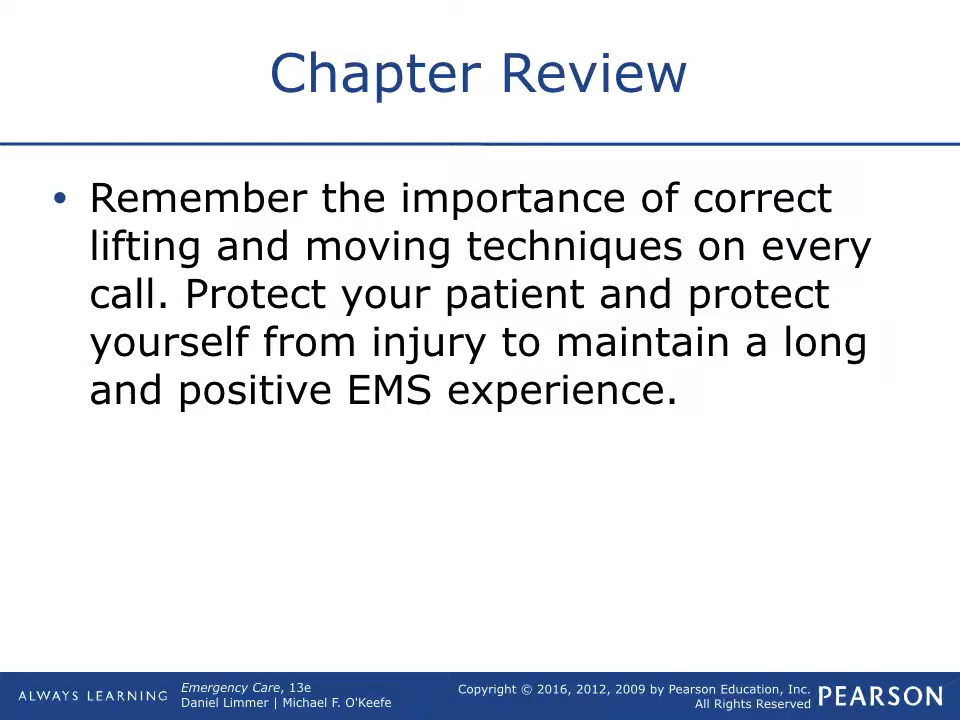 Chapter Review
• Remember the importance of correct
lifting and moving techniques on every
call. Protect your patient and protect
yourself from injury to maintain a long
and positive EMS experience.
ALWAYS LEARNING
Emergency Care, 13e
Daniel Limmer | Michael F. O'Keefe
Copyright © 2016, 2012, 2009 by Pearson Education, Inc.
All Rights Reserved
PEARSON